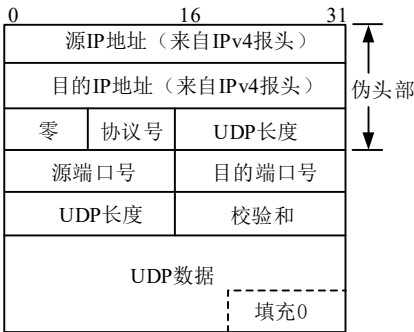 0 16 31
源IP地址（来自IPv4报头）
目的IP地址（来自IPv4报头）
伪头部
零 协议号 UDP长度
源端口号 目的端口号
UDP长度 校验和
UDP数据
填充0